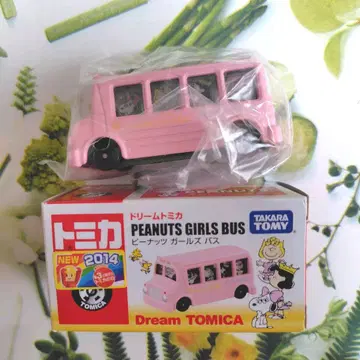 トミカ
ドリームトミカ
PEANUTS GIRLS BUS
ピーナッツ ガールズ バス
TAKARA TOMY
NEW
2014
TOMICA
Dream TOMICA